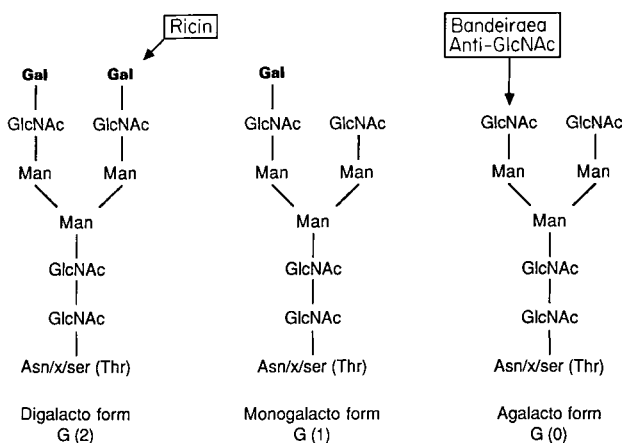 Ricin
Bandeiraea
Anti-GlcNAc
Gal Gal Gal
GlcNAc GlcNAc GlcNAc GlcNAc GlcNAc GlcNAc
Man Man Man Man Man Man
Man Man Man
GlcNAc GlcNAc GlcNAc
GlcNAc GlcNAc GlcNAc
Asn/x/ser (Thr) Asn/x/ser (Thr) Asn/x/ser (Thr)
Digalacto form Monogalacto form Agalacto form
G (2) G (1) G (0)